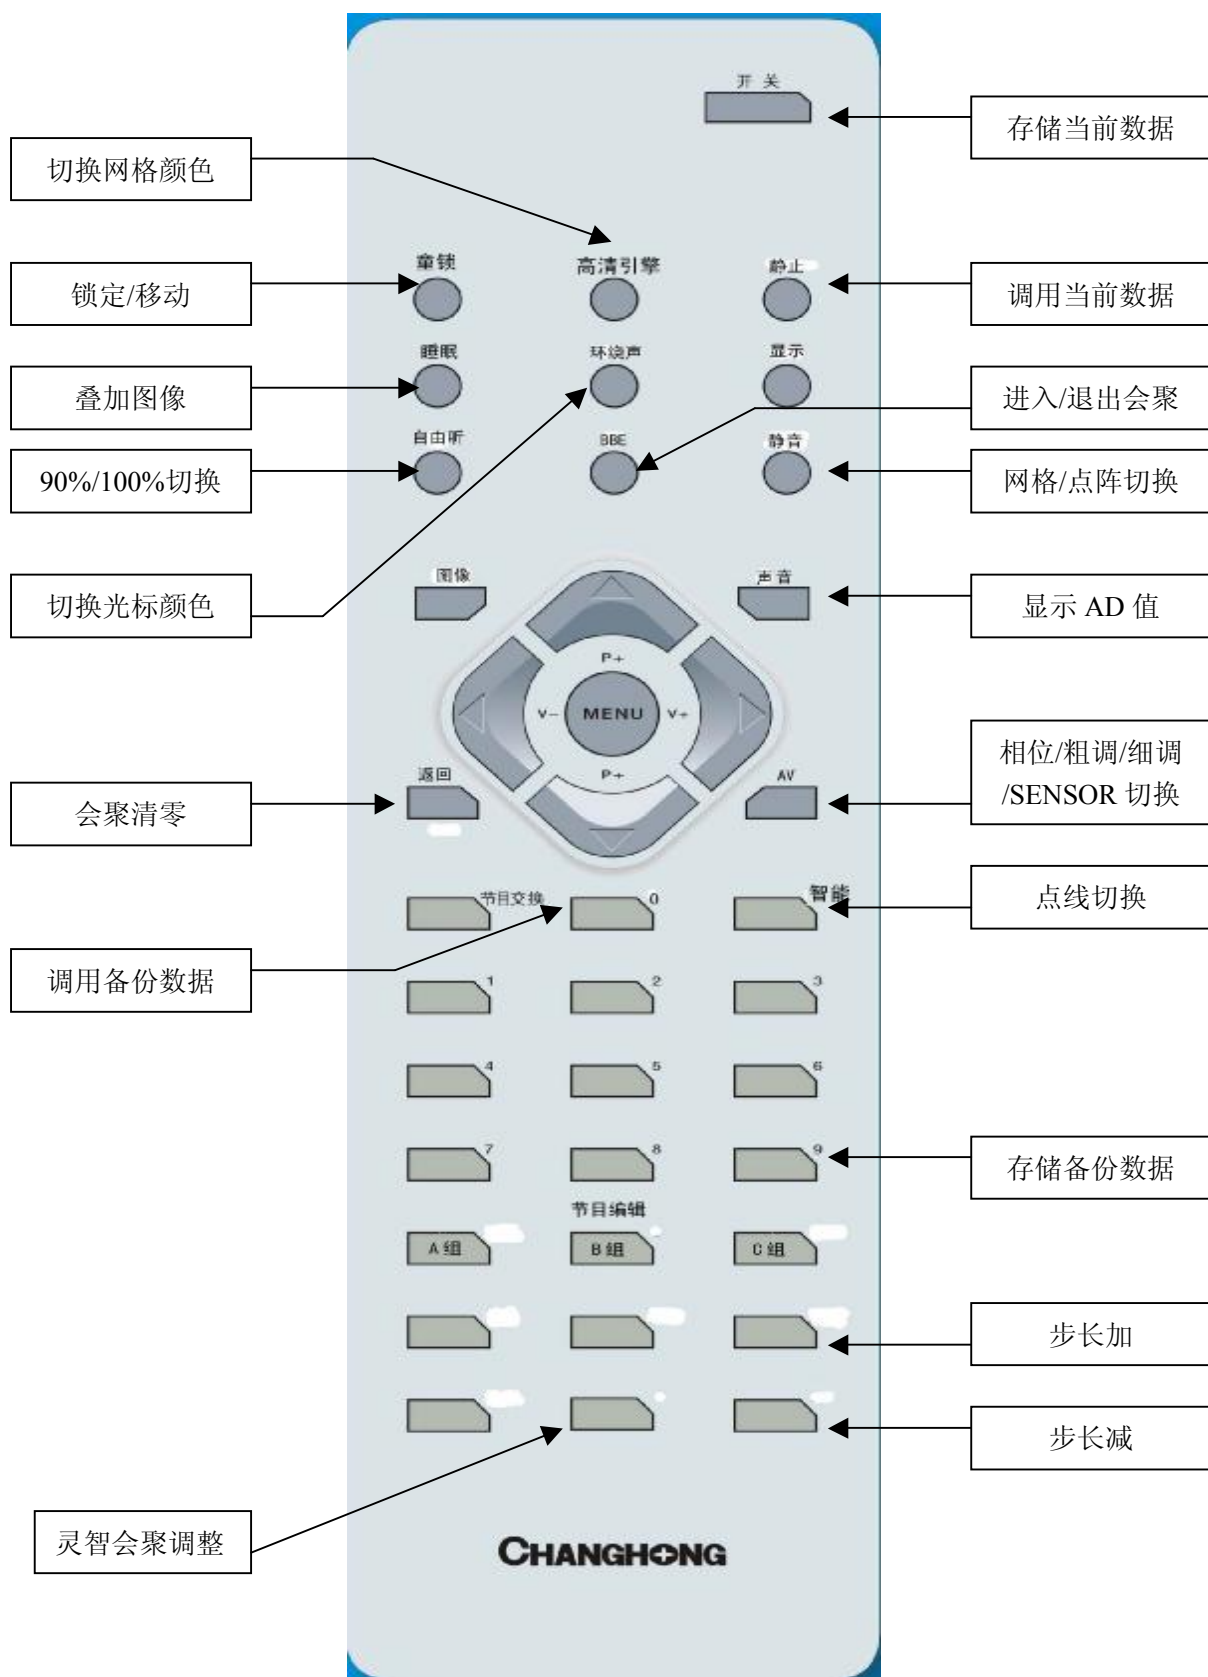 开 关
存储当前数据
切换网格颜色
童锁
高清引擎
静止
锁定/移动
调用当前数据
睡眠
环绕声
显示
叠加图像
进入/退出会聚
自由听
BBE
静音
90%/100%切换
网格/点阵切换
图像
声音
切换光标颜色
显示 AD 值
P+
V-
MENU
V+
相位/粗调/细调
/SENSOR 切换
返回
P+
AV
会聚清零
节目交换
0
智能
点线切换
调用备份数据
1
2
3
4
5
6
7
8
9
存储备份数据
节目编辑
A 组
B 组
C 组
步长加
步长减
灵智会聚调整
CHANGHONG